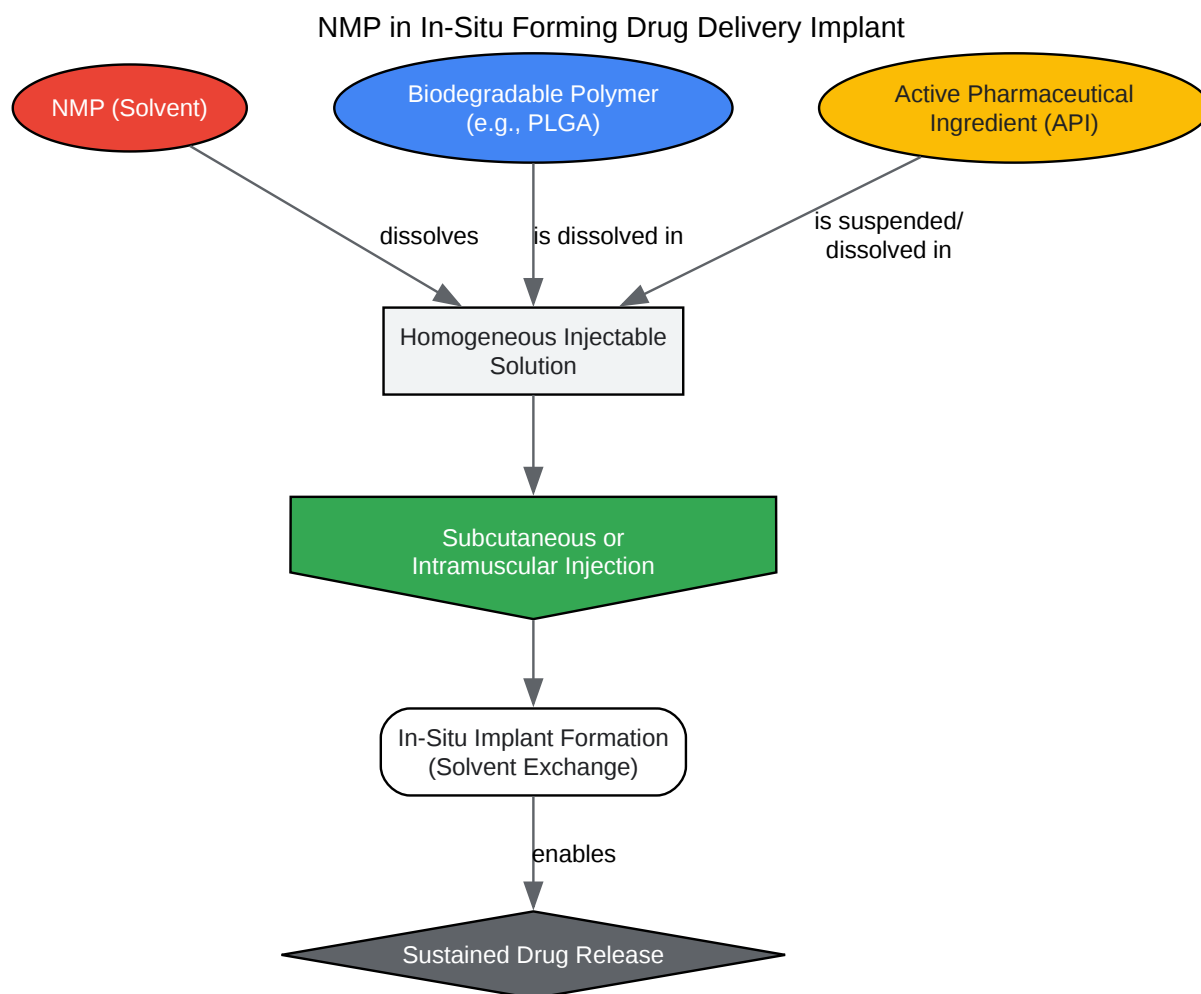 NMP in In-Situ Forming Drug Delivery Implant
NMP (Solvent)
Biodegradable Polymer
(e.g., PLGA)
Active Pharmaceutical
Ingredient (API)
dissolves
is dissolved in
is suspended/
dissolved in
Homogeneous Injectable
Solution
Subcutaneous or
Intramuscular Injection
In-Situ Implant Formation
(Solvent Exchange)
enables
Sustained Drug Release